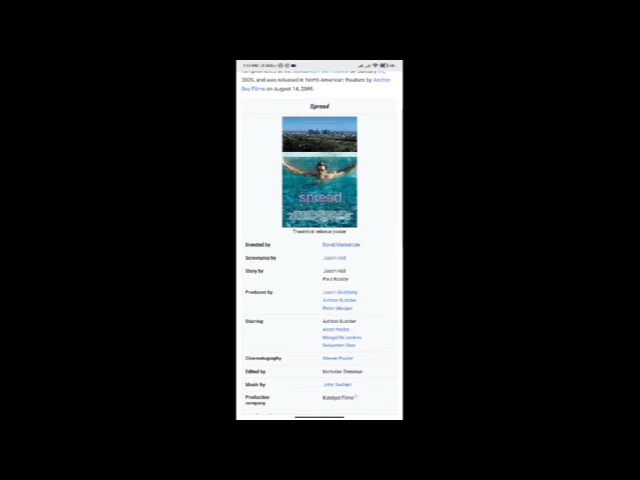 2009, and was released in North American theaters by Anchor
Bay Films on August 14, 2009.
Spread
spread
Theatrical release poster
Directed by David Mackenzie
Screenplay by Jason Hall
Story by Jason Hall
Paul Kolsby
Produced by Jason Goldberg
Ashton Kutcher
Peter Morgan
Starring Ashton Kutcher
Anne Heche
Margarita Levieva
Sebastian Stan
Cinematography Steven Poster
Edited by Nicholas Erasmus
Music by John Swihart
Production Katalyst Films
company